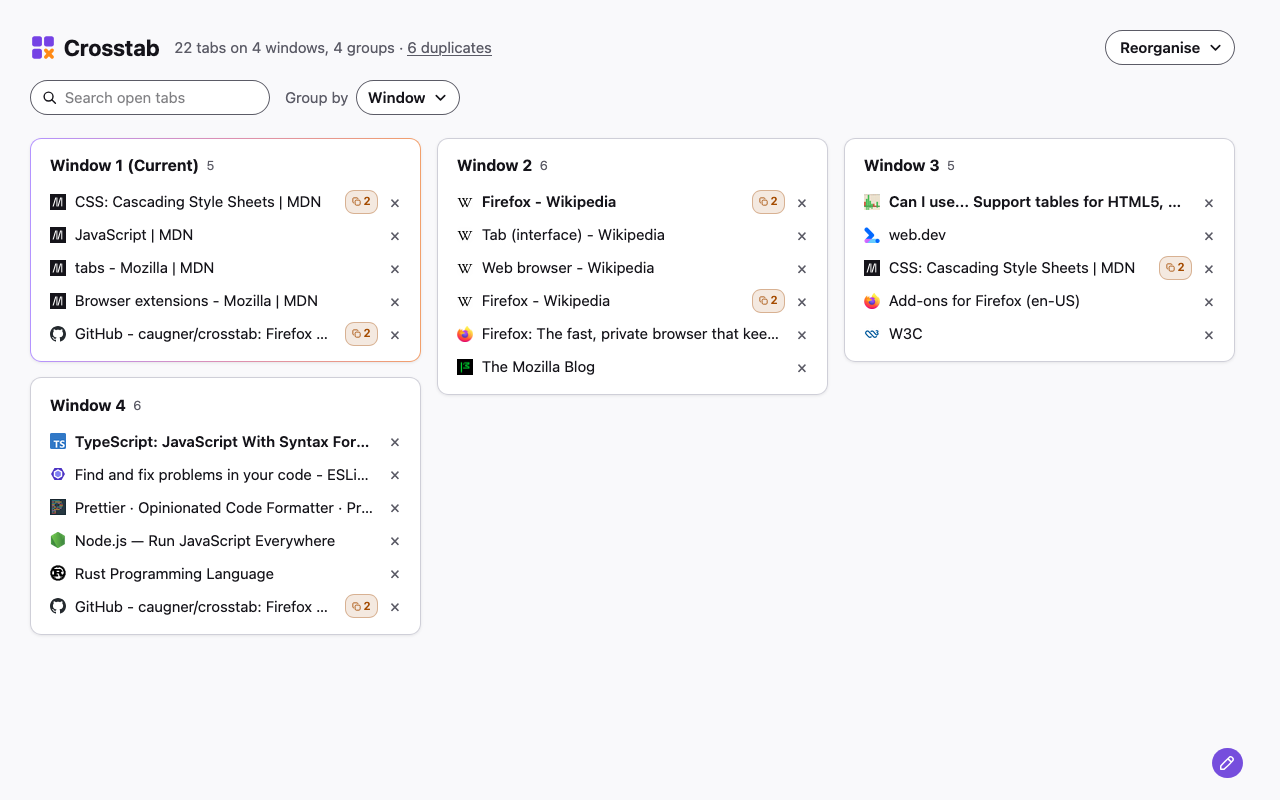 Crosstab 22 tabs on 4 windows, 4 groups · 6 duplicates
Reorganise
Search open tabs Group by Window
Window 1 (Current) 5
CSS: Cascading Style Sheets | MDN 2
JavaScript | MDN
tabs - Mozilla | MDN
Browser extensions - Mozilla | MDN
GitHub - caugner/crosstab: Firefox ... 2
Window 2 6
Firefox - Wikipedia 2
Tab (interface) - Wikipedia
Web browser - Wikipedia
Firefox - Wikipedia 2
Firefox: The fast, private browser that kee...
The Mozilla Blog
Window 3 5
Can I use... Support tables for HTML5, ...
web.dev
CSS: Cascading Style Sheets | MDN 2
Add-ons for Firefox (en-US)
W3C
Window 4 6
TypeScript: JavaScript With Syntax For...
Find and fix problems in your code - ESLi...
Prettier · Opinionated Code Formatter · Pr...
Node.js — Run JavaScript Everywhere
Rust Programming Language
GitHub - caugner/crosstab: Firefox ... 2